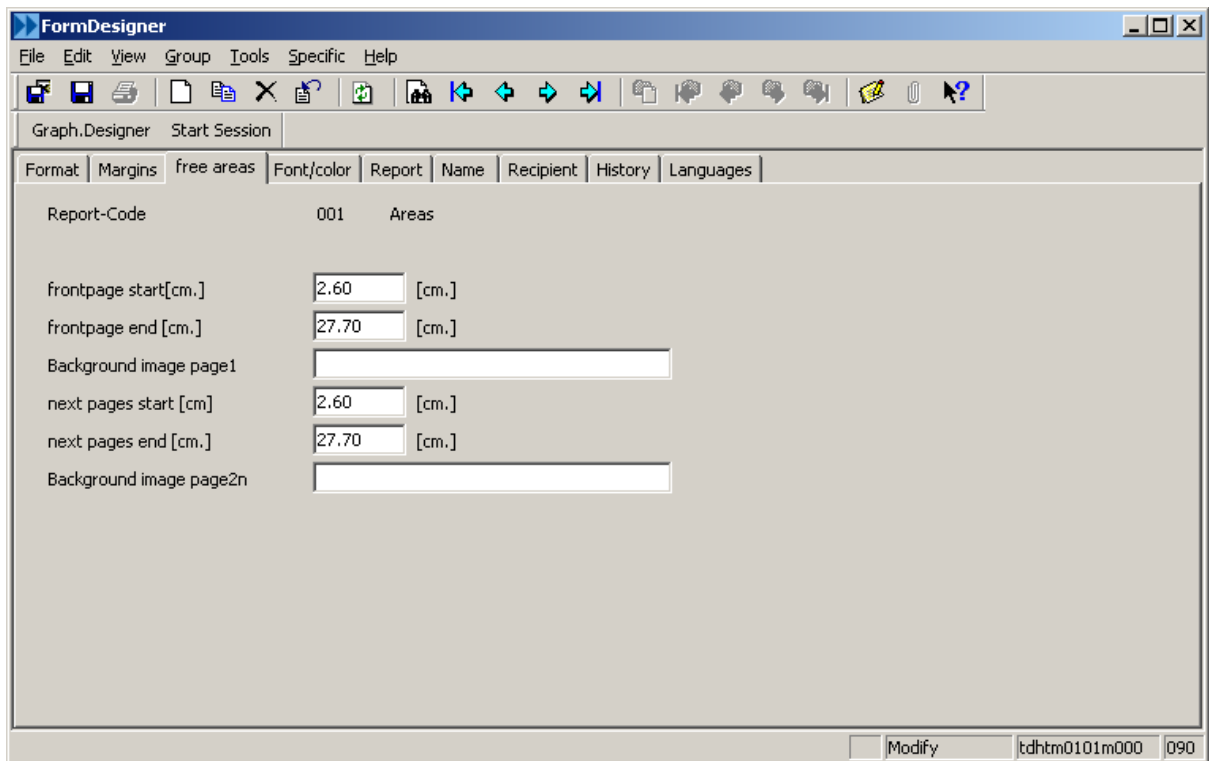 FormDesigner
File Edit View Group Tools Specific Help
Graph.Designer Start Session
Format Margins free areas Font/color Report Name Recipient History Languages
Report-Code 001 Areas
frontpage start[cm.] 2.60 [cm.]
frontpage end [cm.] 27.70 [cm.]
Background image page1
next pages start [cm] 2.60 [cm.]
next pages end [cm.] 27.70 [cm.]
Background image page2n
Modify tdhtm0101m000 090